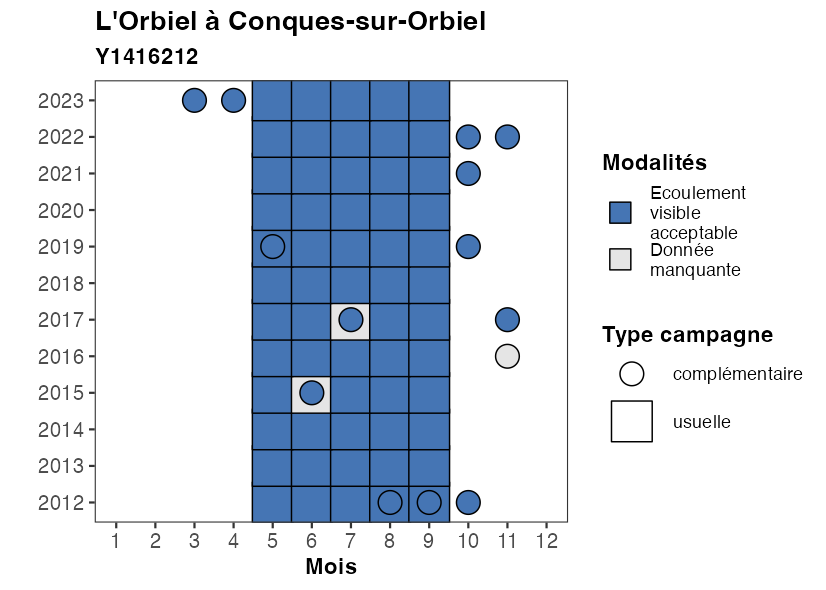 L'Orbiel à Conques-sur-Orbiel
Y1416212
2023
2022
2021
2020
2019
2018
2017
2016
2015
2014
2013
2012
1 2 3 4 5 6 7 8 9 10 11 12
Mois
Modalités
Ecoulement
visible
acceptable
Donnée
manquante
Type campagne
complémentaire
usuelle